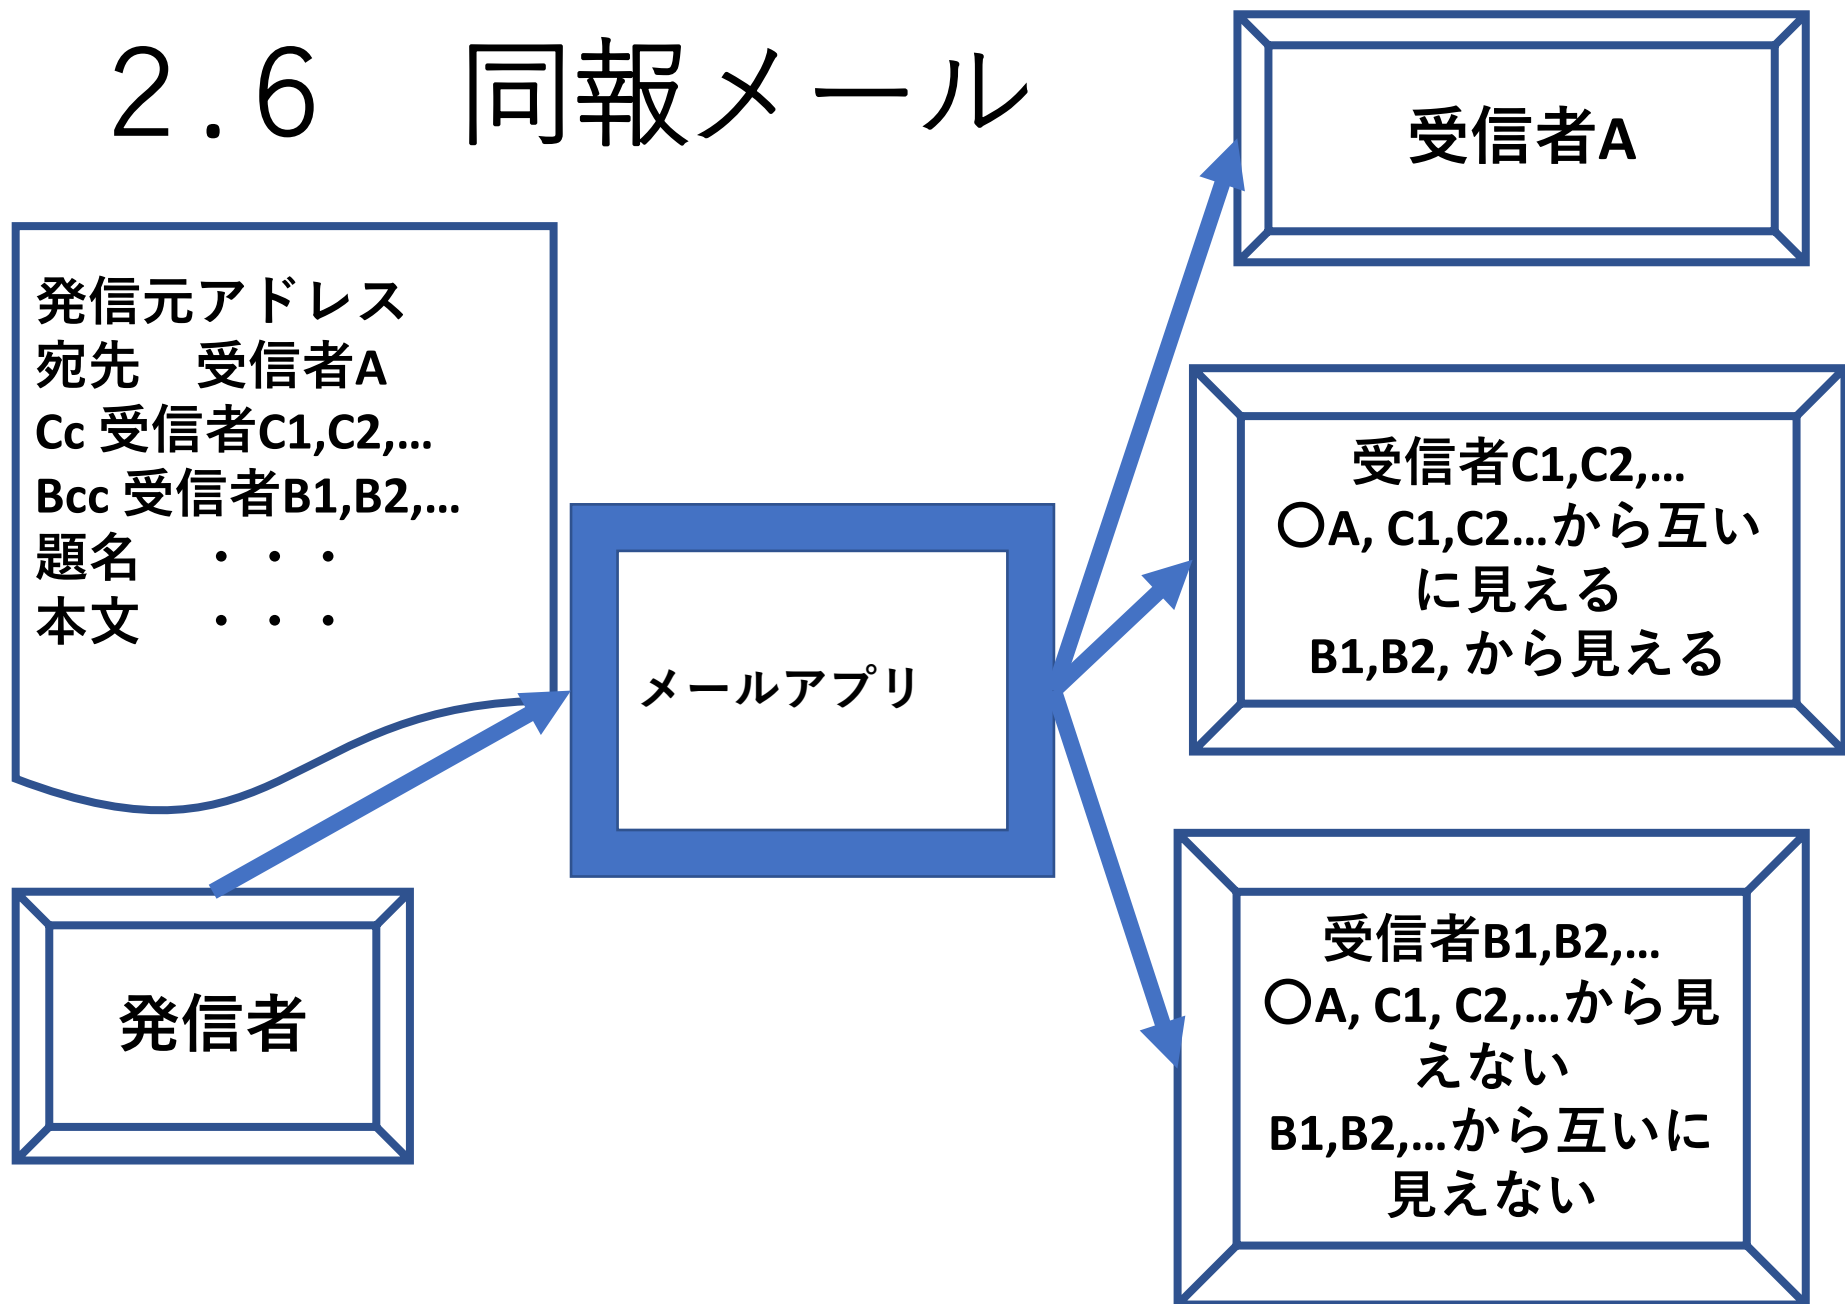 ２.６　同報メール
発信元アドレス
宛先　受信者A
Cc 受信者C1,C2,...
Bcc 受信者B1,B2,...
題名　・・・
本文　・・・
発信者
メールアプリ
受信者A
受信者C1,C2,...
〇A, C1,C2...から互い
に見える
B1,B2, から見える
受信者B1,B2,...
〇A, C1, C2,...から見
えない
B1,B2,...から互いに
見えない